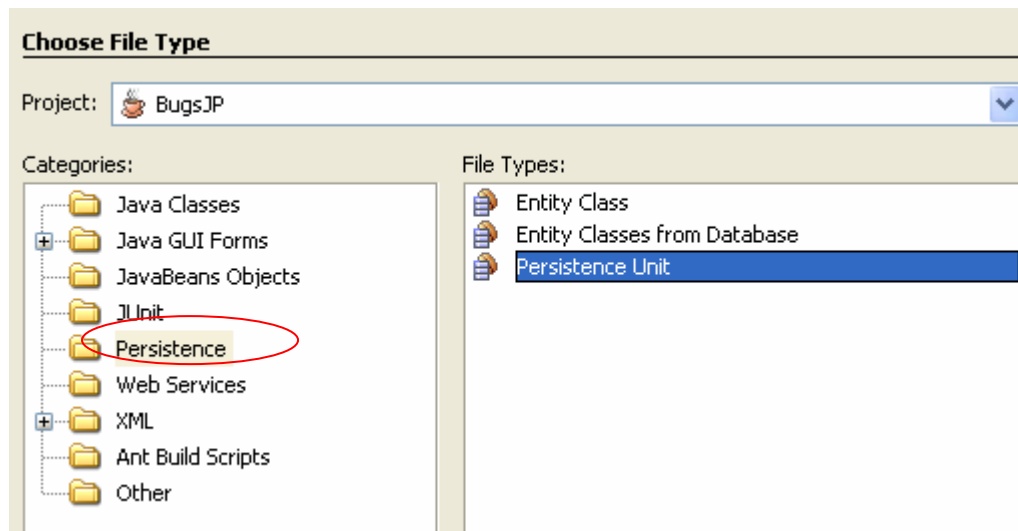 Choose File Type
Project: BugsJP
Categories:
Java Classes
Java GUI Forms
JavaBeans Objects
JUnit
Persistence
Web Services
XML
Ant Build Scripts
Other
File Types:
Entity Class
Entity Classes from Database
Persistence Unit